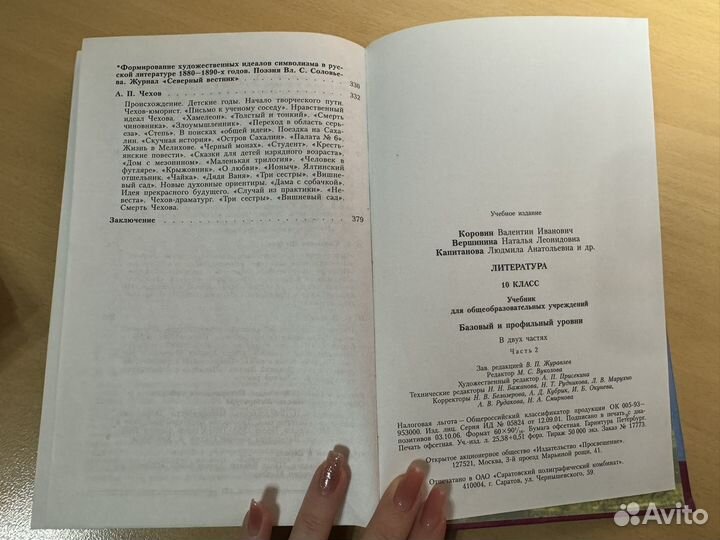 *Формирование художественных идеалов символизма в рус-
ской литературе 1880—1890-х годов. Поэзия Вл. С. Соловье-
ва. Журнал «Северный вестник» 330
А. П. Чехов 332
Происхождение. Детские годы. Начало творческого пути.
Чехов-юморист. «Письмо к ученому соседу». Нравственный
идеал Чехова. «Хамелеон». «Толстый и тонкий». «Смерть
чиновника». «Злоумышленник». «Переход в область серье-
за». «Степь». В поисках «общей идеи». Поездка на Саха-
лин. «Скучная история». «Остров Сахалин». «Палата № 6».
Жизнь в Мелихове. «Черный монах». «Студент». «Кресть-
янские повести». «Сказки для детей изрядного возраста».
«Дом с мезонином». «Маленькая трилогия». «Человек в
футляре». «Крыжовник». «О любви». «Ионыч». Ялтинский
отшельник. «Чайка». «Дядя Ваня». «Три сестры». «Вишне-
вый сад». Новые духовные ориентиры. «Дама с собачкой».
Идея прекрасного будущего. «Случай из практики». «Не-
веста». Чехов-драматург. «Три сестры». «Вишневый сад».
Смерть Чехова.
Заключение 379
Учебное издание
Коровин Валентин Иванович
Вершинина Наталья Леонидовна
Капитанова Людмила Анатольевна и др.
ЛИТЕРАТУРА
10 КЛАСС
Учебник
для общеобразовательных учреждений
Базовый и профильный уровни
В двух частях
Часть 2
Зав. редакцией В. П. Журавлев
Редактор М. С. Вуколова
Художественный редактор А. П. Присекина
Технические редакторы Н. Н. Бажанова, Н. Т. Рудникова, Л. В. Марухно
Корректоры Н. В. Белозерова, А. Д. Кубрик, И. Б. Окунева,
А. В. Рудакова, Н. А. Смирнова
Налоговая льгота — Общероссийский классификатор продукции ОК 005-93—
953000. Изд. лиц. Серия ИД № 05824 от 12.09.01. Подписано в печать с диа-
позитивов 03.10.06. Формат 60×90 1/16. Бумага офсетная. Гарнитура Петербург.
Печать офсетная. Уч.-изд. л. 25,38+0,51 форз. Тираж 50 000 экз. Заказ № 17773.
Открытое акционерное общество «Издательство «Просвещение».
127521, Москва, 3-й проезд Марьиной рощи, 41.
Отпечатано в ОАО «Саратовский полиграфический комбинат».
410004, г. Саратов, ул. Чернышевского, 59.
Avito